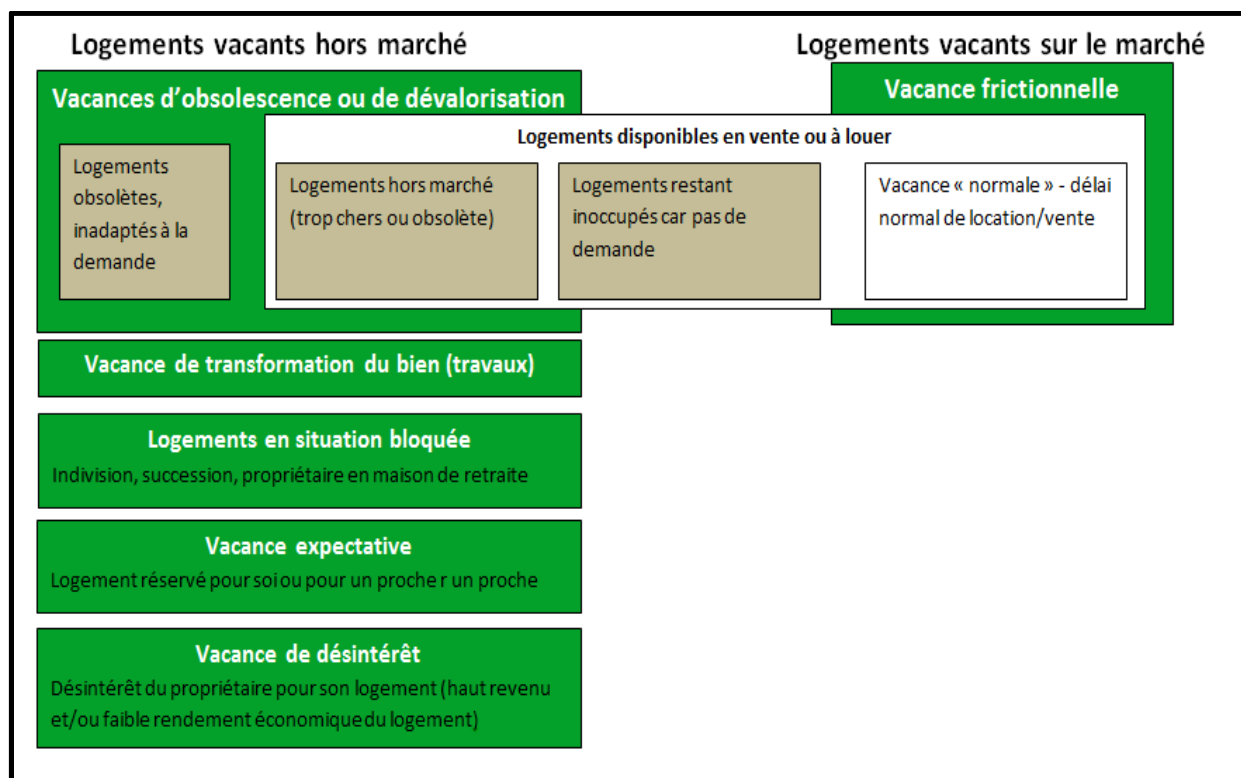 Logements vacants hors marché
Logements vacants sur le marché
Vacances d'obsolescence ou de dévalorisation
Vacance frictionnelle
Logements disponibles en vente ou à louer
Logements
obsolètes,
inadaptés à la
demande
Logements hors marché
(trop chers ou obsolète)
Logements restant
inoccupés car pas de
demande
Vacance « normale » - délai
normal de location/vente
Vacance de transformation du bien (travaux)
Logements en situation bloquée
Indivision, succession, propriétaire en maison de retraite
Vacance expectative
Logement réservé pour soi ou pour un proche r un proche
Vacance de désintérêt
Désintérêt du propriétaire pour son logement (haut revenu
et/ou faible rendement économique du logement)